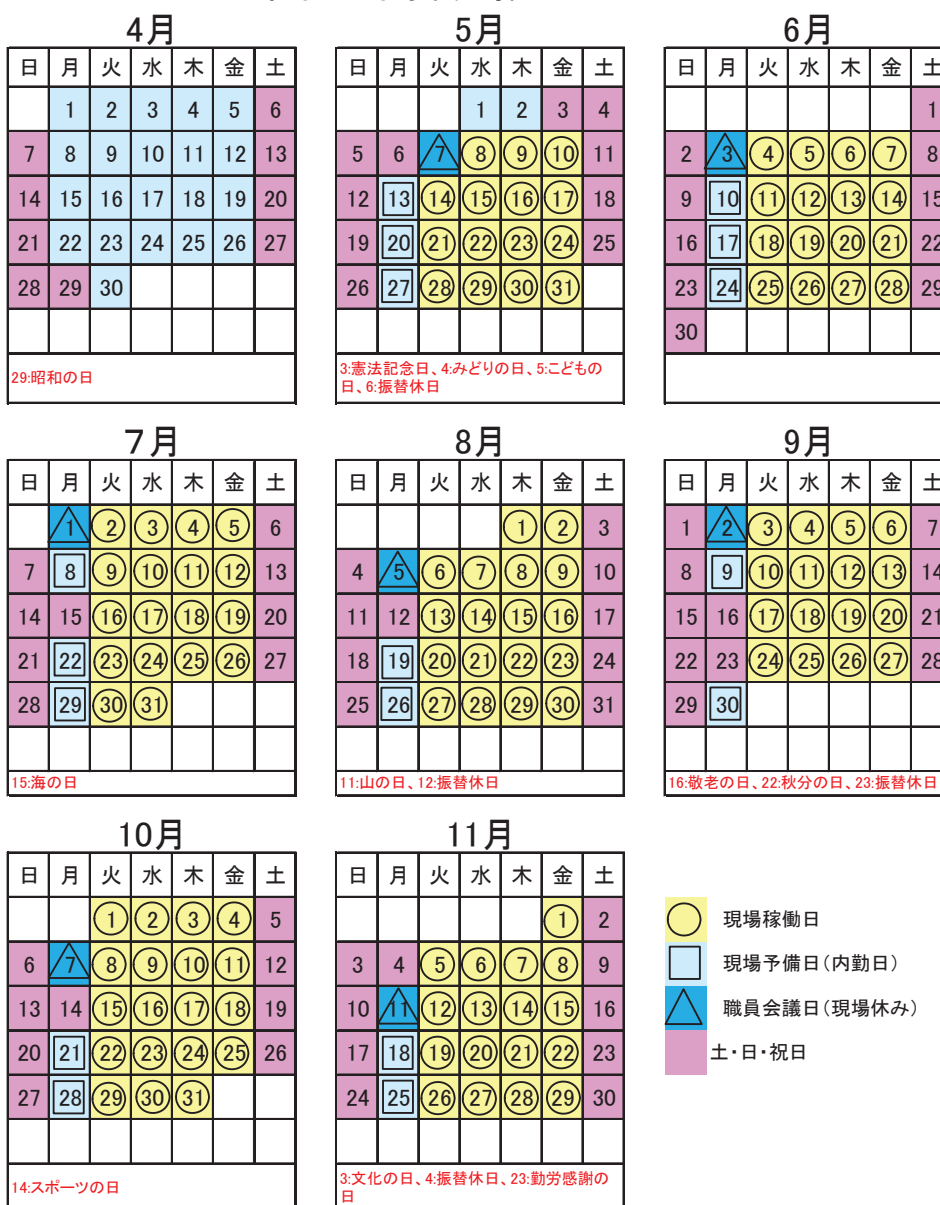 4月
日 月 火 水 木 金 土
1 2 3 4 5 6
7 8 9 10 11 12 13
14 15 16 17 18 19 20
21 22 23 24 25 26 27
28 29 30
29:昭和の日
5月
日 月 火 水 木 金 土
1 2 3 4
5 6 7 8 9 10 11
12 13 14 15 16 17 18
19 20 21 22 23 24 25
26 27 28 29 30 31
3:憲法記念日、4:みどりの日、5:こどもの
日、6:振替休日
6月
日 月 火 水 木 金 土
1
2 3 4 5 6 7 8
9 10 11 12 13 14 15
16 17 18 19 20 21 22
23 24 25 26 27 28 29
30
7月
日 月 火 水 木 金 土
1 2 3 4 5 6
7 8 9 10 11 12 13
14 15 16 17 18 19 20
21 22 23 24 25 26 27
28 29 30 31
15:海の日
8月
日 月 火 水 木 金 土
1 2 3
4 5 6 7 8 9 10
11 12 13 14 15 16 17
18 19 20 21 22 23 24
25 26 27 28 29 30 31
11:山の日、12:振替休日
9月
日 月 火 水 木 金 土
1 2 3 4 5 6 7
8 9 10 11 12 13 14
15 16 17 18 19 20 21
22 23 24 25 26 27 28
29 30
16:敬老の日、22:秋分の日、23:振替休日
10月
日 月 火 水 木 金 土
1 2 3 4 5
6 7 8 9 10 11 12
13 14 15 16 17 18 19
20 21 22 23 24 25 26
27 28 29 30 31
14:スポーツの日
11月
日 月 火 水 木 金 土
1 2
3 4 5 6 7 8 9
10 11 12 13 14 15 16
17 18 19 20 21 22 23
24 25 26 27 28 29 30
3:文化の日、4:振替休日、23:勤労感謝の
日
現場稼働日
現場予備日(内勤日)
職員会議日(現場休み)
土・日・祝日